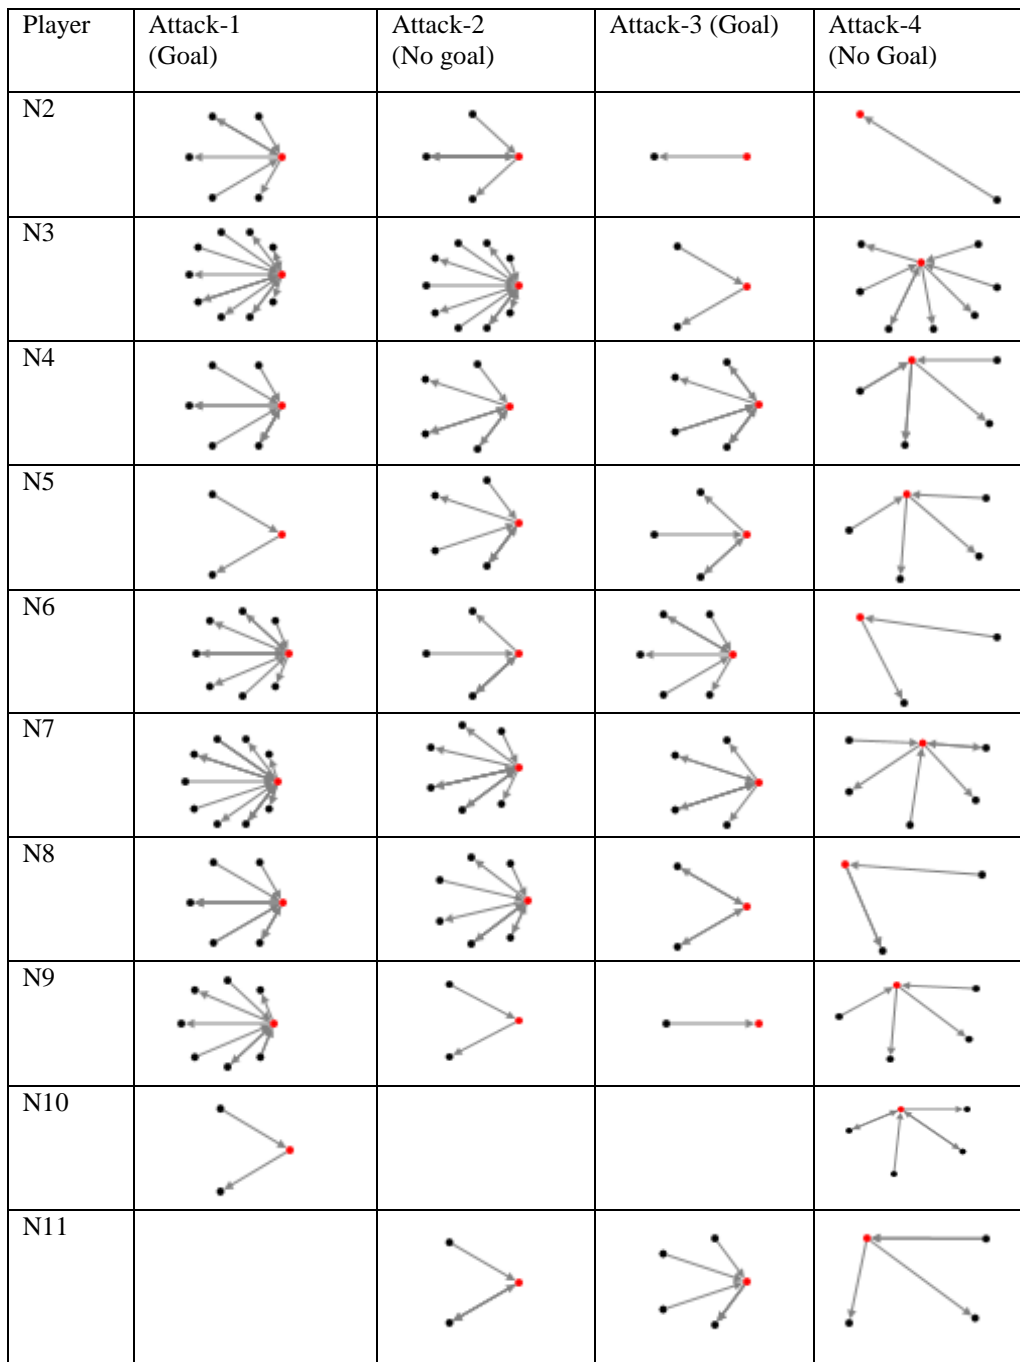 Player Attack-1 Attack-2 Attack-3 (Goal) Attack-4
(Goal) (No goal) (No Goal)
N2
N3
N4
N5
N6
N7
N8
N9
N10
N11